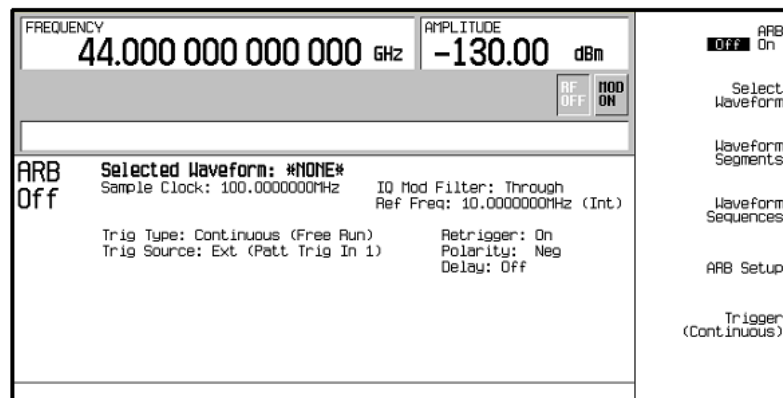 FREQUENCY
44.000 000 000 000 GHz
AMPLITUDE
-130.00 dBm
RF OFF
MOD ON
ARB Off
Selected Waveform: *NONE*
Sample Clock: 100.0000000MHz
IQ Mod Filter: Through
Ref Freq: 10.0000000MHz (Int)
Trig Type: Continuous (Free Run)
Retrigger: On
Trig Source: Ext (Patt Trig In 1)
Polarity: Neg
Delay: Off
ARB
Off On
Select
Waveform
Waveform
Segments
Waveform
Sequences
ARB Setup
Trigger
(Continuous)